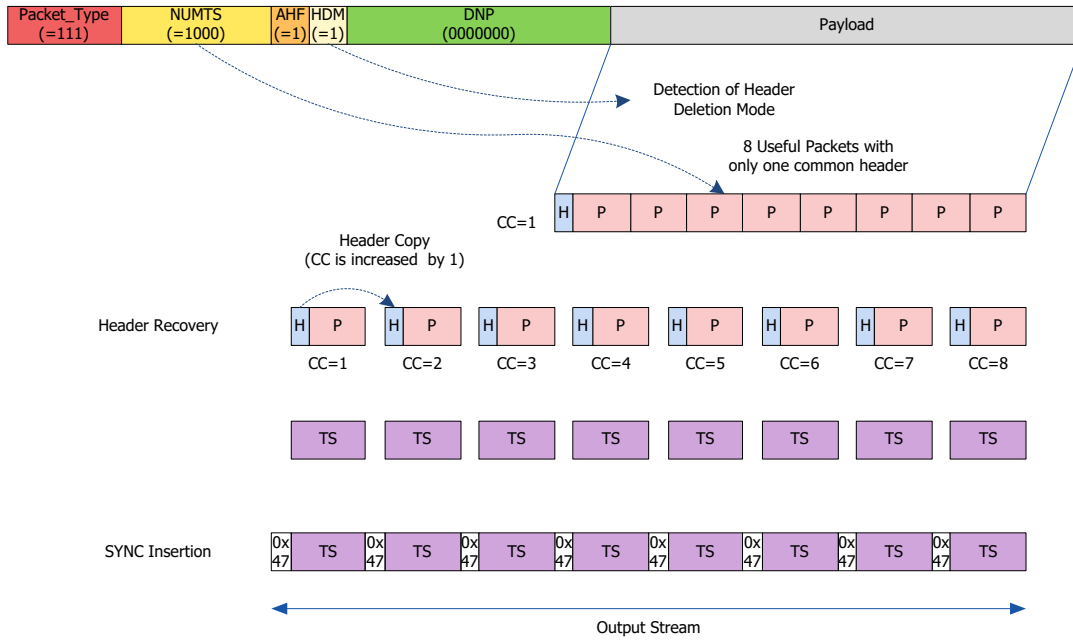 Packet_Type
(=111)
NUMTS
(=1000)
AHF
(=1)
HDM
(=1)
DNP
(0000000)
Payload
Detection of Header
Deletion Mode
8 Useful Packets with
only one common header
CC=1
H P P P P P P P P
Header Copy
(CC is increased by 1)
Header Recovery
H P H P H P H P H P H P H P H P
CC=1 CC=2 CC=3 CC=4 CC=5 CC=6 CC=7 CC=8
TS TS TS TS TS TS TS TS
SYNC Insertion
0x
47
TS
0x
47
TS
0x
47
TS
0x
47
TS
0x
47
TS
0x
47
TS
0x
47
TS
0x
47
TS
Output Stream